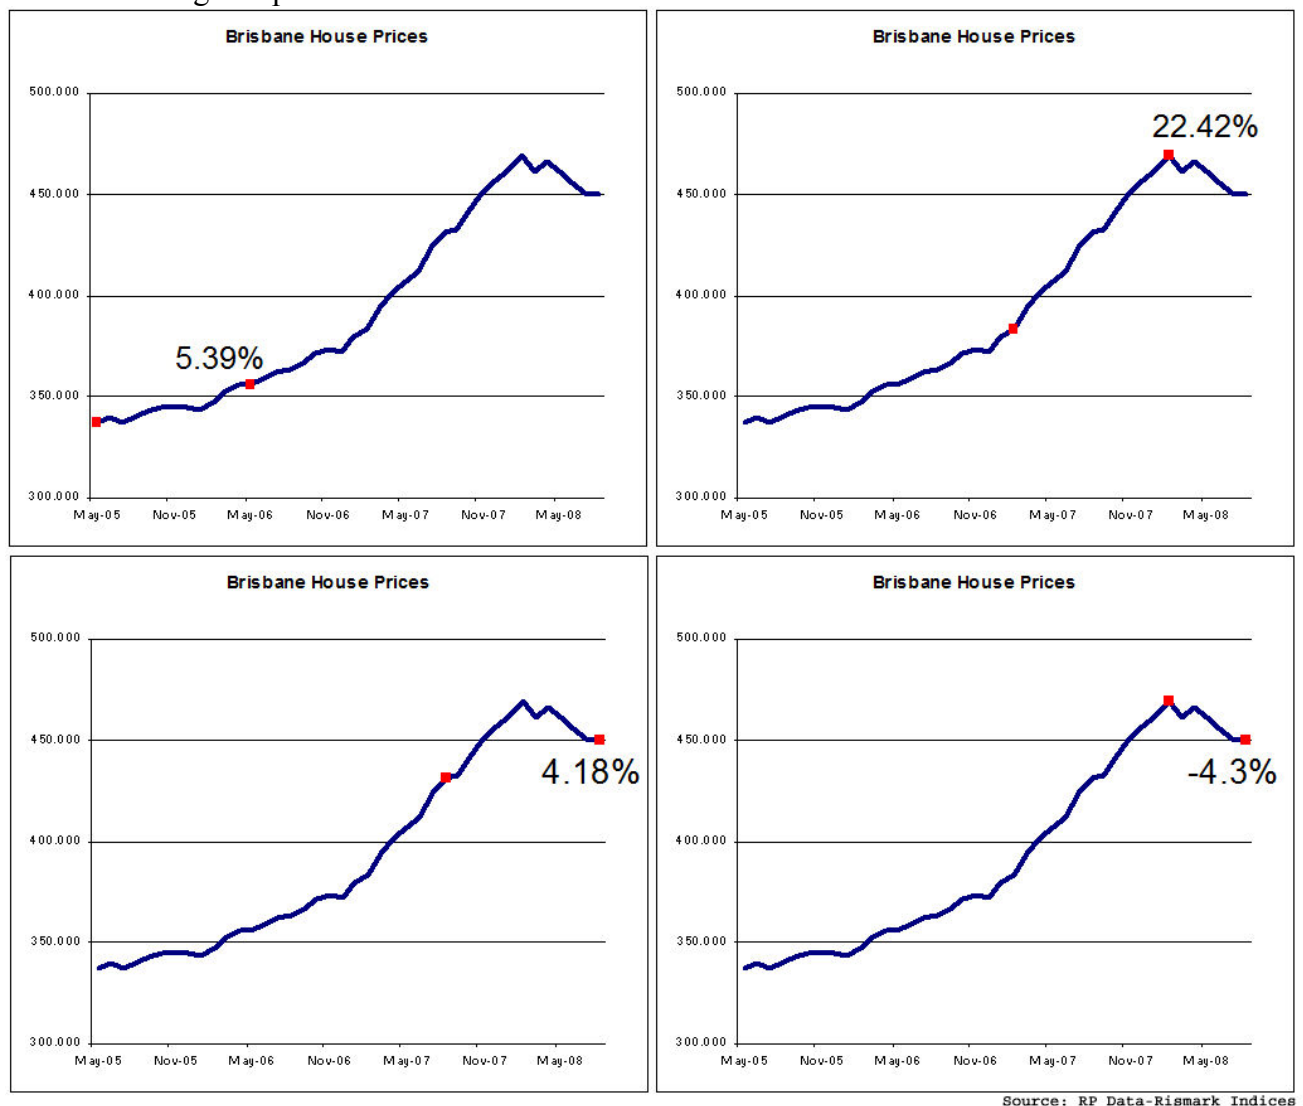 Brisbane House Prices
500.000
450.000
400.000
350.000
300.000
5.39%
May-05 Nov-05 May-06 Nov-06 May-07 Nov-07 May-08
Brisbane House Prices
500.000
450.000
400.000
350.000
300.000
22.42%
May-05 Nov-05 May-06 Nov-06 May-07 Nov-07 May-08
Brisbane House Prices
500.000
450.000
400.000
350.000
300.000
4.18%
May-05 Nov-05 May-06 Nov-06 May-07 Nov-07 May-08
Brisbane House Prices
500.000
450.000
400.000
350.000
300.000
-4.3%
May-05 Nov-05 May-06 Nov-06 May-07 Nov-07 May-08
Source: RP Data-Rismark Indices